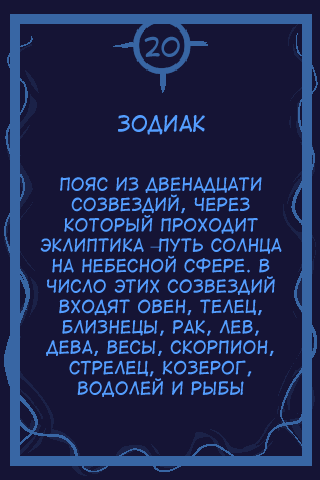 20
ЗОДИАК
ПОЯС ИЗ ДВЕНАДЦАТИ
СОЗВЕЗДИЙ, ЧЕРЕЗ
КОТОРЫЙ ПРОХОДИТ
ЭКЛИПТИКА –ПУТЬ СОЛНЦА
НА НЕБЕСНОЙ СФЕРЕ. В
ЧИСЛО ЭТИХ СОЗВЕЗДИЙ
ВХОДЯТ ОВЕН, ТЕЛЕЦ,
БЛИЗНЕЦЫ, РАК, ЛЕВ,
ДЕВА, ВЕСЫ, СКОРПИОН,
СТРЕЛЕЦ, КОЗЕРОГ,
ВОДОЛЕЙ И РЫБЫ